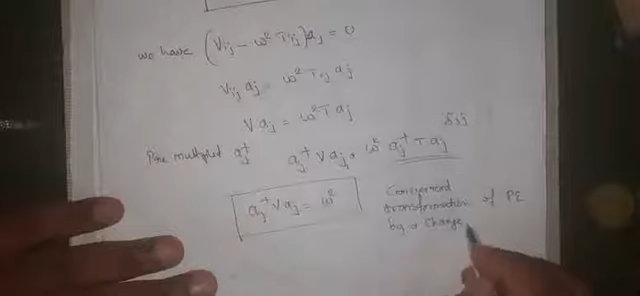 we have (Vij - ω² Tij) aj = 0
Vij aj = ω² Tij aj
V aj = ω² T aj
δij
Pre multiplied aj† aj† V aj = ω² aj† T aj
aj† V aj = ω²
Congruent
transformation of PE
by a change